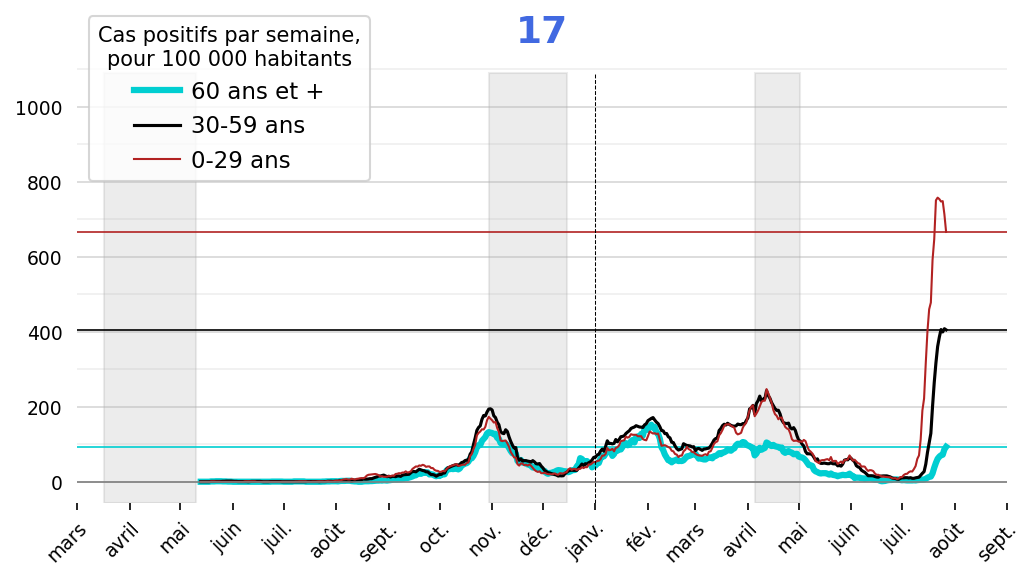 17
Cas positifs par semaine,
pour 100 000 habitants
60 ans et +
30-59 ans
0-29 ans
1000
800
600
400
200
0
mars avril mai juin juil. août sept. oct. nov. déc. janv. fév. mars avril mai juin juil. août sept.